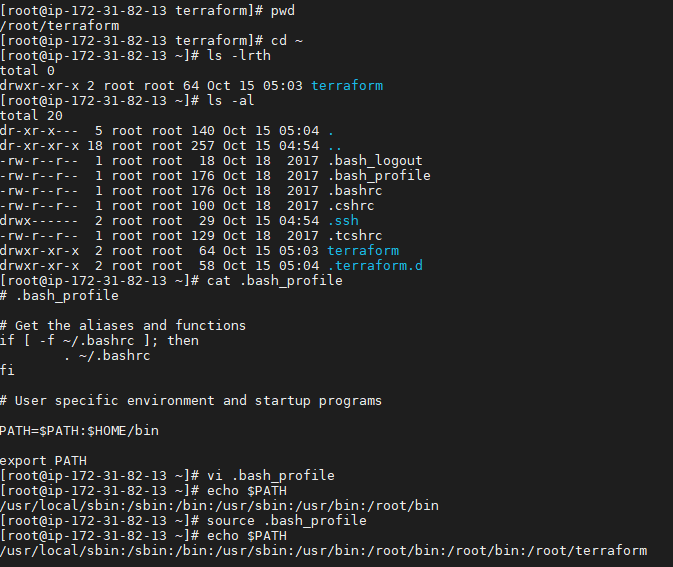 [root@ip-172-31-82-13 terraform]# pwd
/root/terraform
[root@ip-172-31-82-13 terraform]# cd ~
[root@ip-172-31-82-13 ~]# ls -lrth
total 0
drwxr-xr-x 2 root root 64 Oct 15 05:03 terraform
[root@ip-172-31-82-13 ~]# ls -al
total 20
dr-xr-x---  5 root root 140 Oct 15 05:04 .
dr-xr-xr-x 18 root root 257 Oct 15 04:54 ..
-rw-r--r--  1 root root  18 Oct 18  2017 .bash_logout
-rw-r--r--  1 root root 176 Oct 18  2017 .bash_profile
-rw-r--r--  1 root root 176 Oct 18  2017 .bashrc
-rw-r--r--  1 root root 100 Oct 18  2017 .cshrc
drwx------  2 root root  29 Oct 15 04:54 .ssh
-rw-r--r--  1 root root 129 Oct 18  2017 .tcshrc
drwxr-xr-x  2 root root  64 Oct 15 05:03 terraform
drwxr-xr-x  2 root root  58 Oct 15 05:04 .terraform.d
[root@ip-172-31-82-13 ~]# cat .bash_profile
# .bash_profile

# Get the aliases and functions
if [ -f ~/.bashrc ]; then
        . ~/.bashrc
fi

# User specific environment and startup programs

PATH=$PATH:$HOME/bin

export PATH
[root@ip-172-31-82-13 ~]# vi .bash_profile
[root@ip-172-31-82-13 ~]# echo $PATH
/usr/local/sbin:/sbin:/bin:/usr/sbin:/usr/bin:/root/bin
[root@ip-172-31-82-13 ~]# source .bash_profile
[root@ip-172-31-82-13 ~]# echo $PATH
/usr/local/sbin:/sbin:/bin:/usr/sbin:/usr/bin:/root/bin:/root/bin:/root/terraform